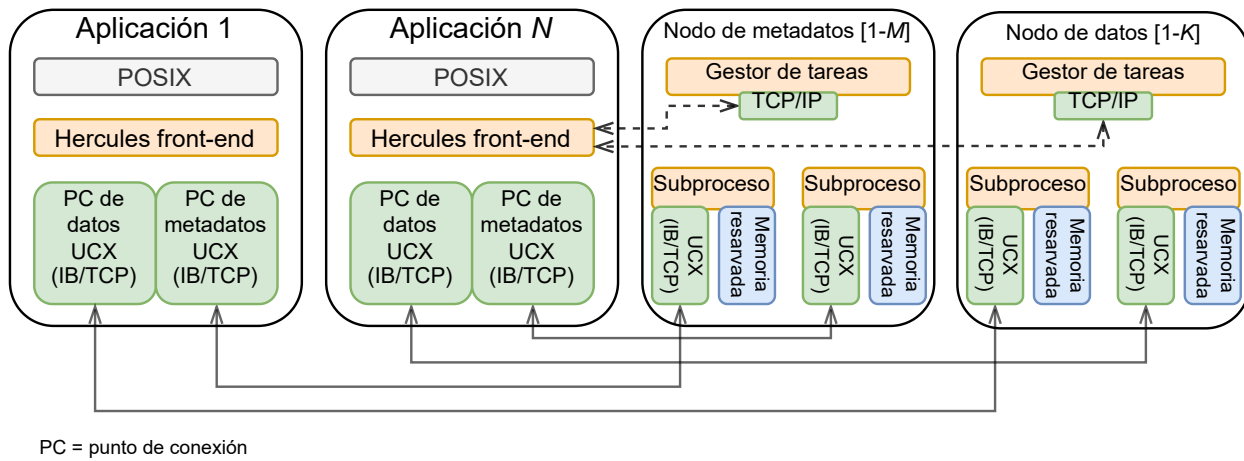 Aplicación 1
POSIX
Hercules front-end
PC de
datos
UCX
(IB/TCP)
PC de
metadatos
UCX
(IB/TCP)
Aplicación N
POSIX
Hercules front-end
PC de
datos
UCX
(IB/TCP)
PC de
metadatos
UCX
(IB/TCP)
Nodo de metadatos [1-M]
Gestor de tareas
TCP/IP
Subproceso
UCX
(IB/TCP)
Memoria
resarvada
Subproceso
UCX
(IB/TCP)
Memoria
resarvada
Nodo de datos [1-K]
Gestor de tareas
TCP/IP
Subproceso
UCX
(IB/TCP)
Memoria
resarvada
Subproceso
UCX
(IB/TCP)
Memoria
resarvada
PC = punto de conexión